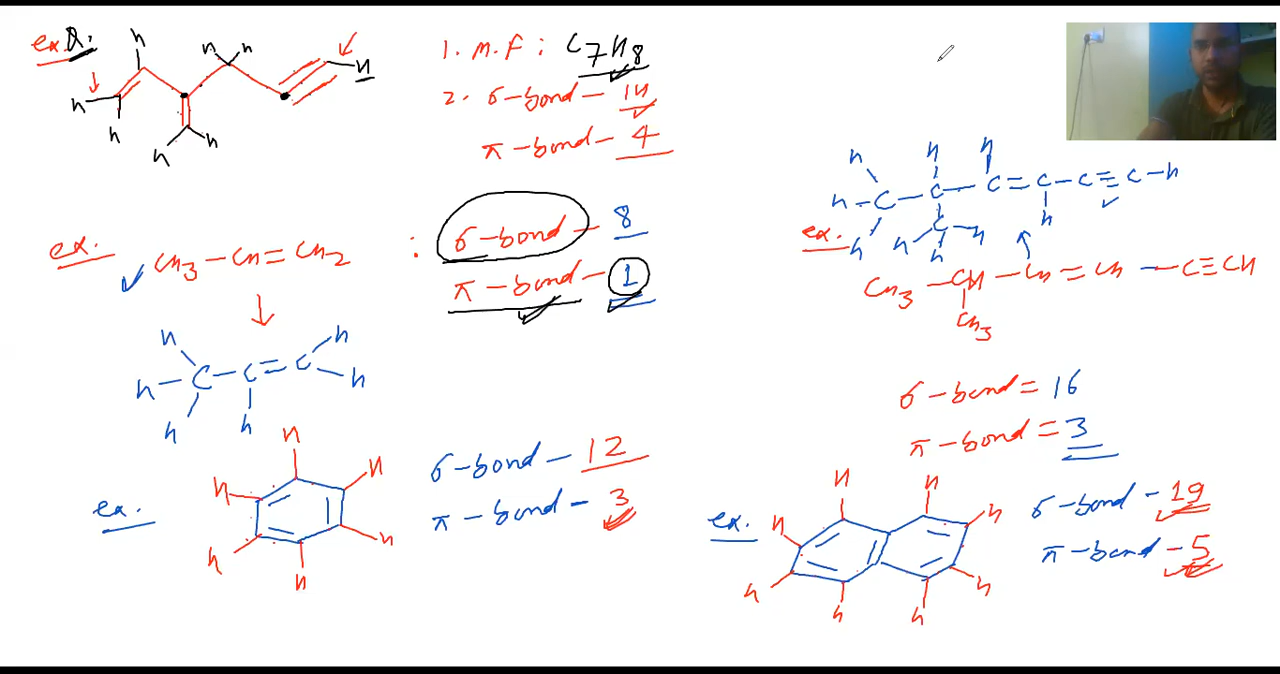 ex. Q.
H H H H H H H H
1. M.F : C7H8
2. σ-bond - 14
π-bond - 4
ex. CH3 - CH = CH2 :
σ-bond - 8
π-bond - 1
H H
H - C - C = C H
H H
ex.
H H H H H H
σ-bond - 12
π-bond - 3
H H H
H - C - C - C = C - C ≡ C - H
H H C H H H
ex. CH3 - CH - CH = CH - C ≡ CH
CH3
σ-bond = 16
π-bond = 3
ex.
H H H H H H H H
σ-bond - 19
π-bond - 5